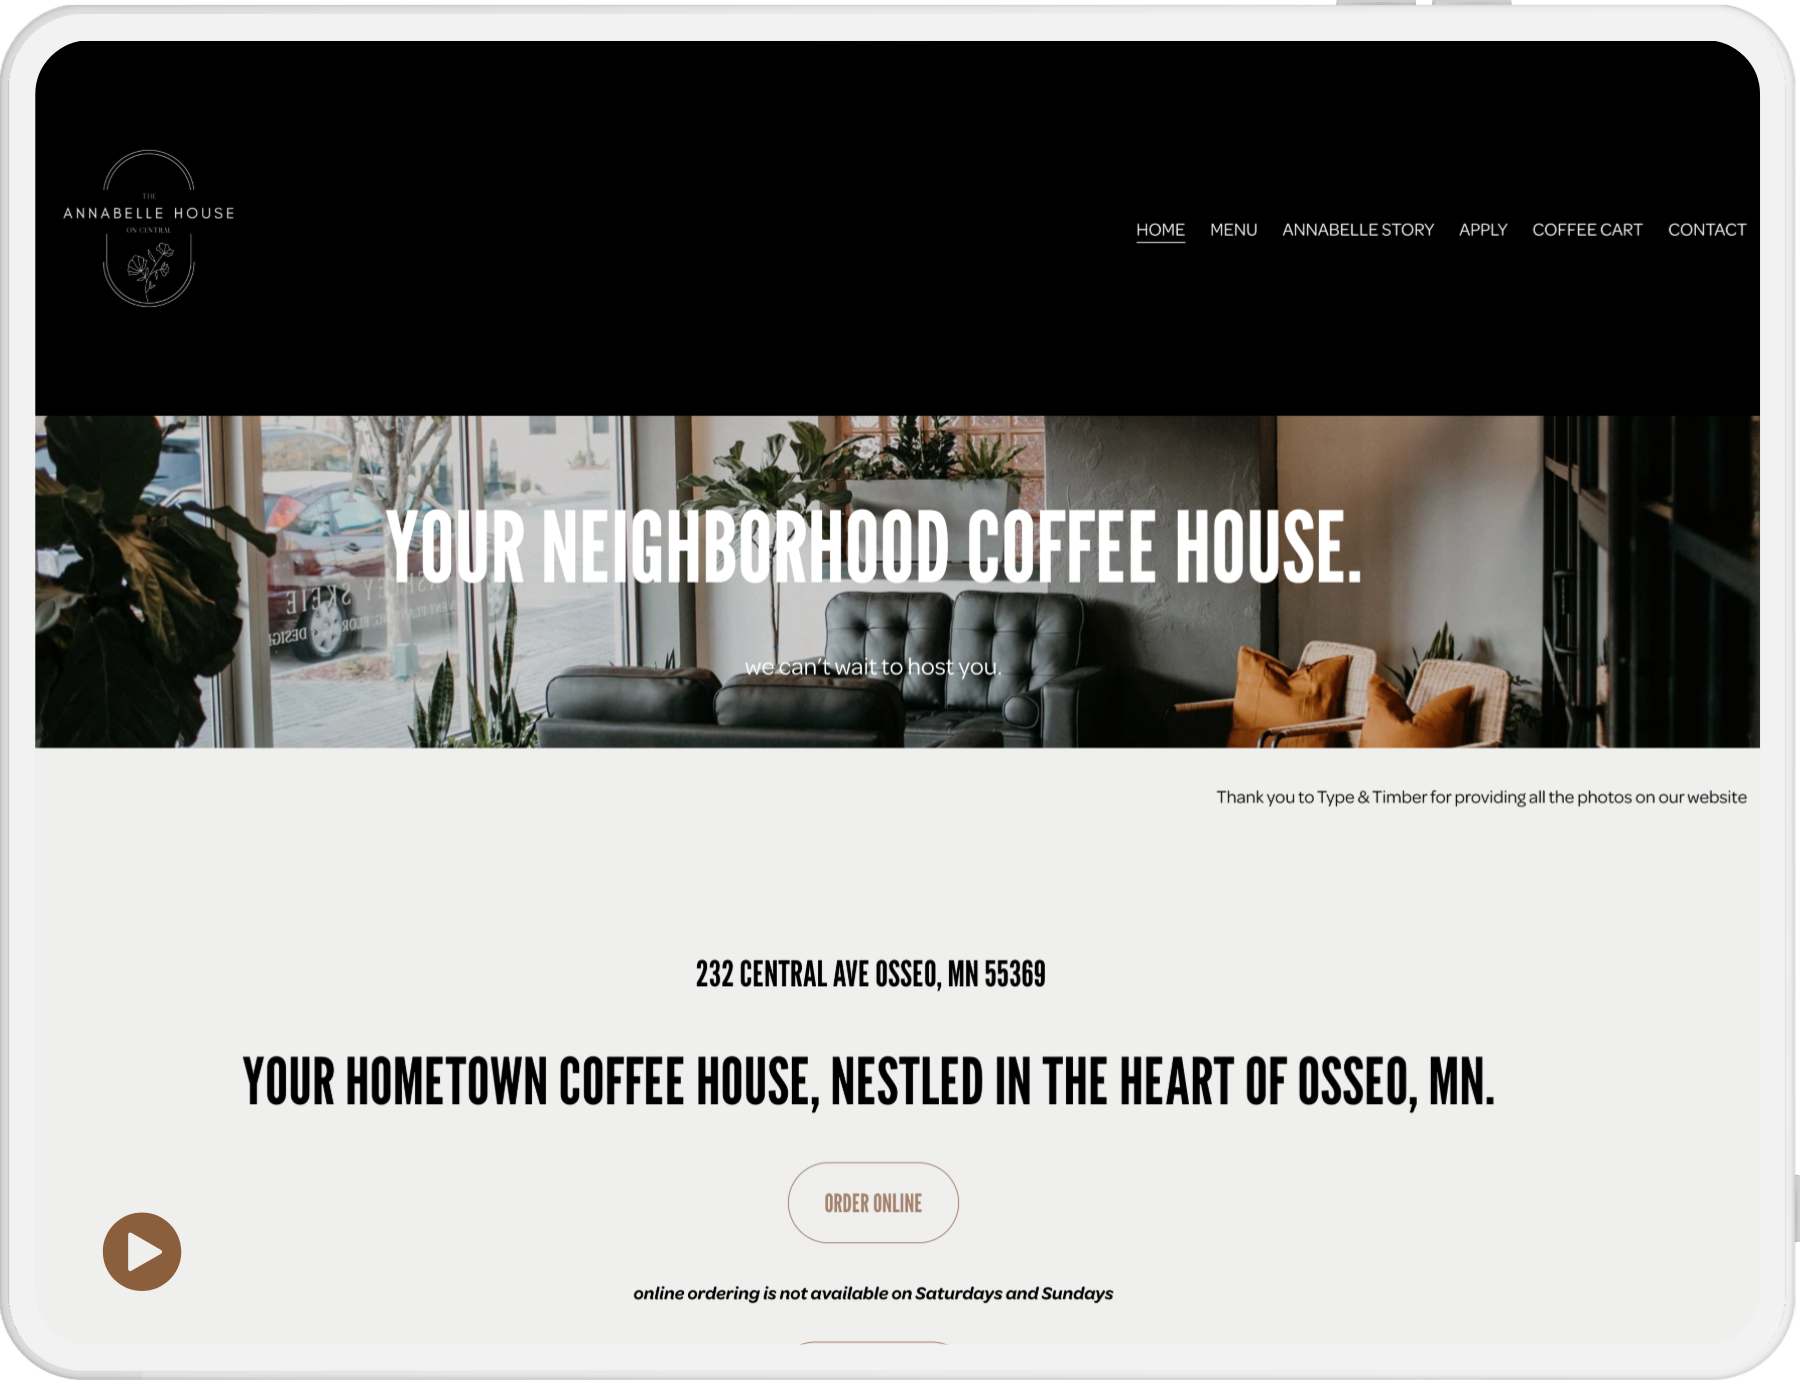 THE
ANNABELLE HOUSE
ON CENTRAL
HOME MENU ANNABELLE STORY APPLY COFFEE CART CONTACT
YOUR NEIGHBORHOOD COFFEE HOUSE.
SKEIE
we can't wait to host you.
Thank you to Type & Timber for providing all the photos on our website
232 CENTRAL AVE OSSEO, MN 55369
YOUR HOMETOWN COFFEE HOUSE, NESTLED IN THE HEART OF OSSEO, MN.
ORDER ONLINE
online ordering is not available on Saturdays and Sundays